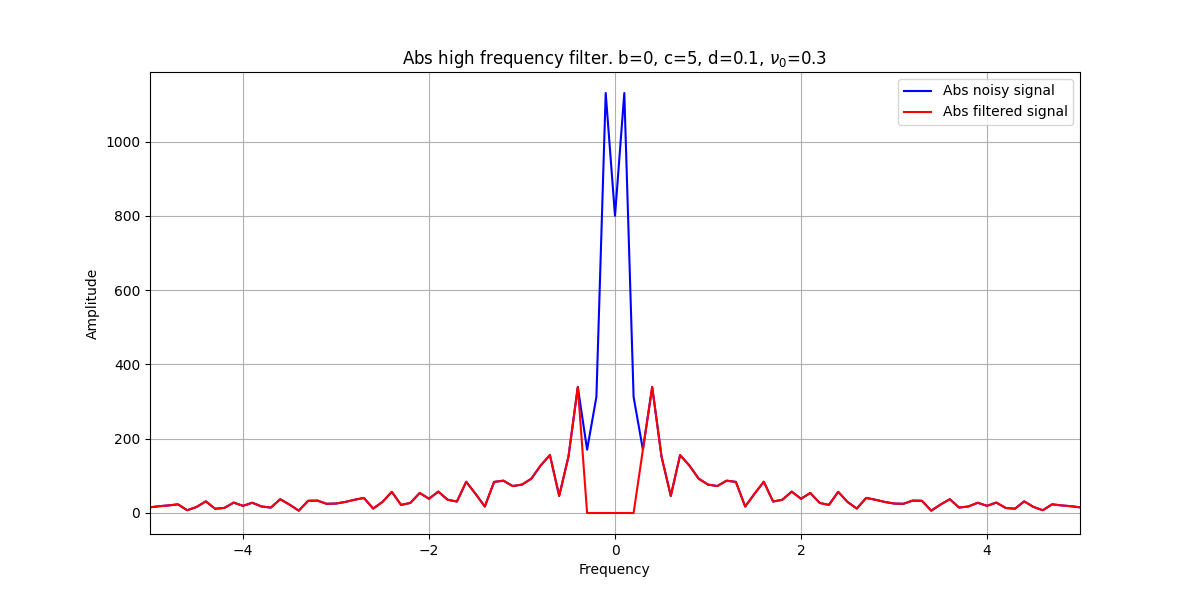 Abs high frequency filter. b=0, c=5, d=0.1, $\nu_0$=0.3
Abs noisy signal
Abs filtered signal
Amplitude
1000
800
600
400
200
0
−4
−2
0
2
4
Frequency